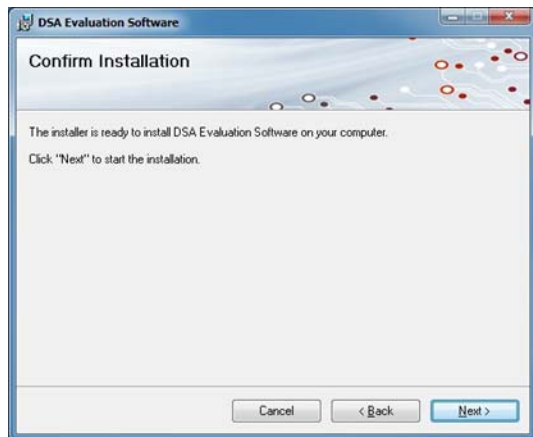 DSA Evaluation Software
Confirm Installation
The installer is ready to install DSA Evaluation Software on your computer.
Click "Next" to start the installation.
Cancel
< Back
Next >